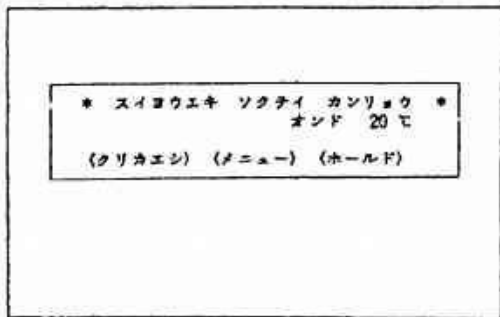 * スイヨウエキ ソクテイ カンリョウ *
オンド 20 ℃
(クリカエシ) (メニュー) (ホールド)